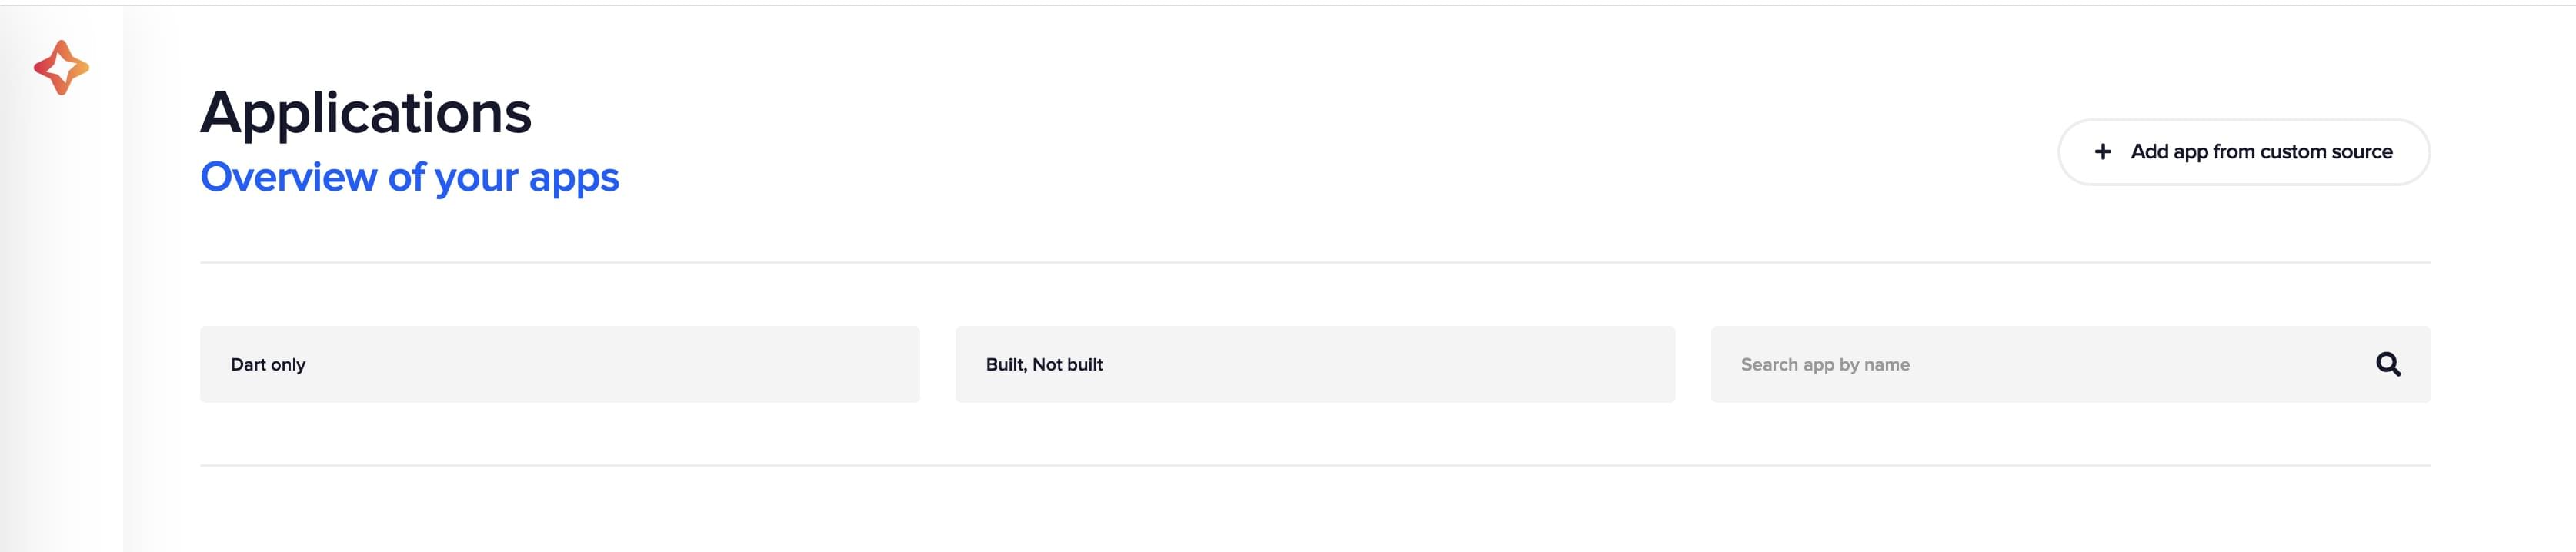 Applications
Overview of your apps
Add app from custom source
Dart only
Built, Not built
Search app by name